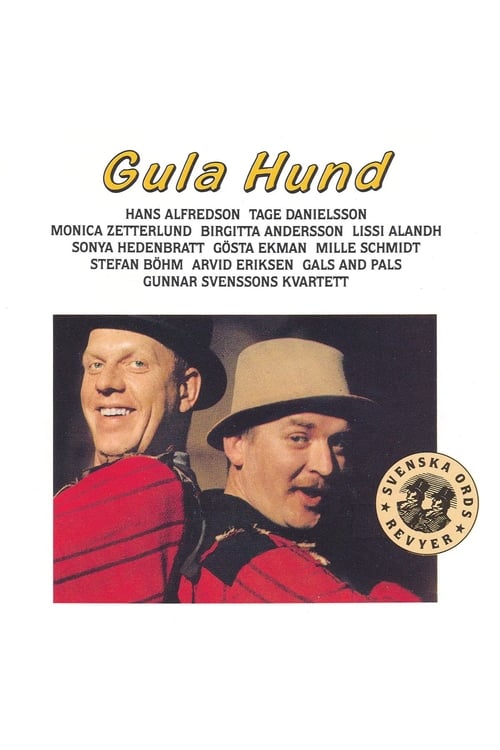 Gula Hund
HANS ALFREDSON TAGE DANIELSSON
MONICA ZETTERLUND BIRGITTA ANDERSSON LISSI ALANDH
SONYA HEDENBRATT GÖSTA EKMAN MILLE SCHMIDT
STEFAN BÖHM ARVID ERIKSEN GALS AND PALS
GUNNAR SVENSSONS KVARTETT
SVENSKA ORDS
REVYER